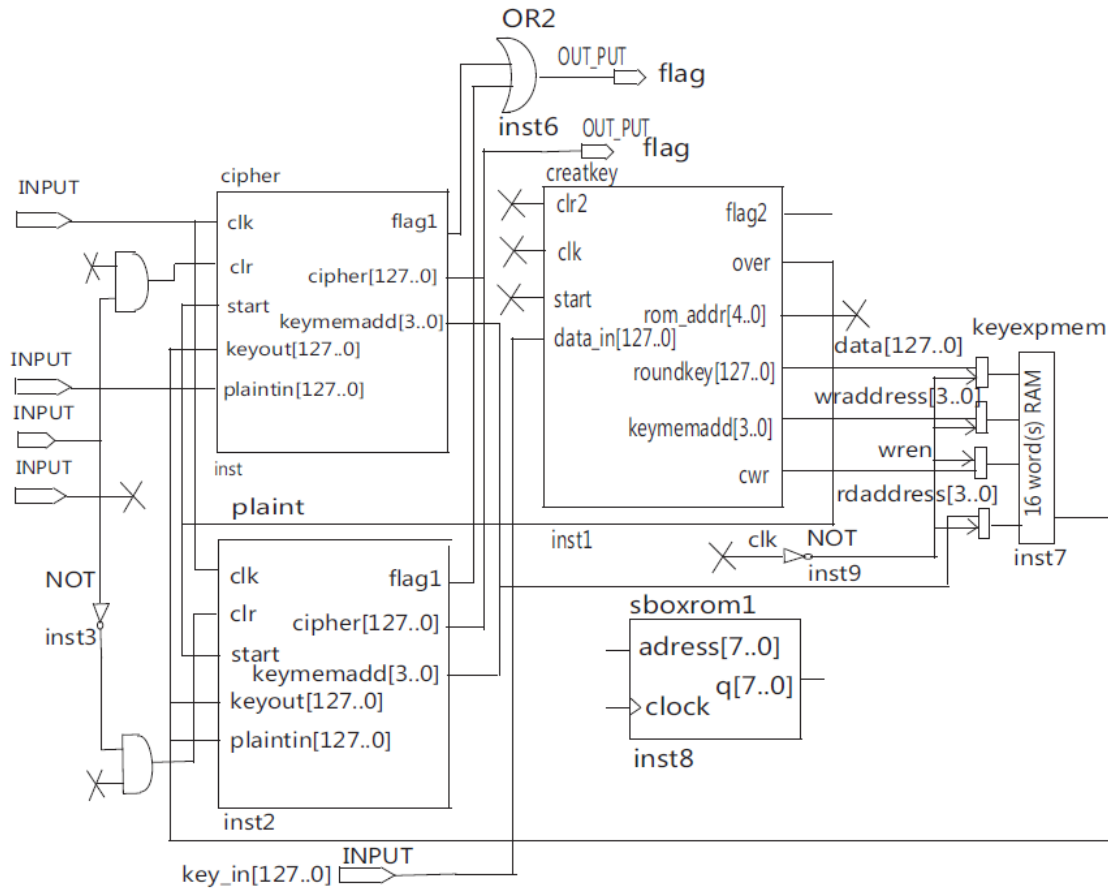 OR2
OUT_PUT
flag
inst6
OUT_PUT
flag
INPUT
cipher
clk
flag1
clr
cipher[127..0]
start
keymemadd[3..0]
keyout[127..0]
plaintin[127..0]
inst
INPUT
INPUT
INPUT
creatkey
clr2
flag2
clk
over
start
rom_addr[4..0]
data_in[127..0]
roundkey[127..0]
keymemadd[3..0]
cwr
inst1
keyexpmem
data[127..0]
wraddress[3..0]
wren
rdaddress[3..0]
16 word(s) RAM
inst7
plaint
clk
NOT
inst9
NOT
inst3
clk
flag1
clr
cipher[127..0]
start
keymemadd[3..0]
keyout[127..0]
plaintin[127..0]
inst2
sboxrom1
adress[7..0]
q[7..0]
clock
inst8
key_in[127..0]
INPUT